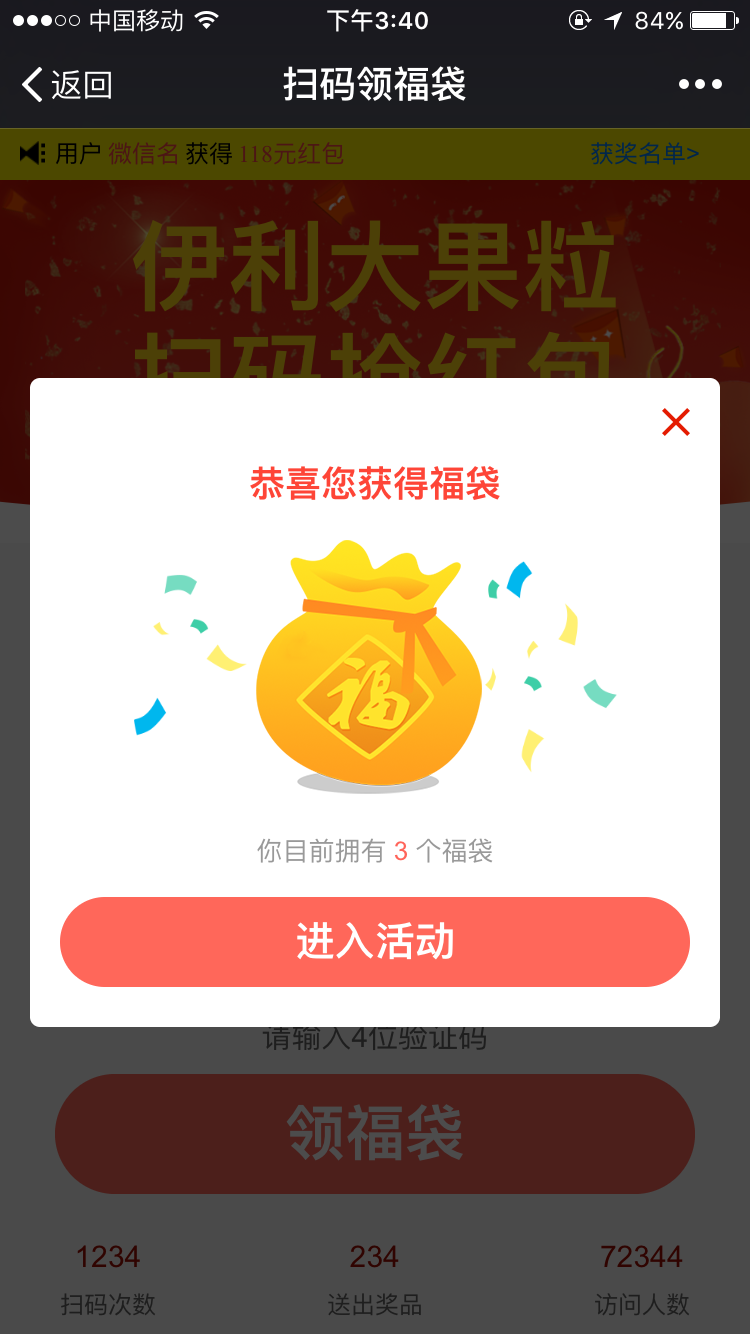 中国移动 下午3:40 84%
返回 扫码领福袋
用户 微信名 获得 118元红包 获奖名单>
伊利大果粒
扫码抢红包
恭喜您获得福袋
福
你目前拥有 3 个福袋
进入活动
请输入4位验证码
领福袋
1234 234 72344
扫码次数 送出奖品 访问人数